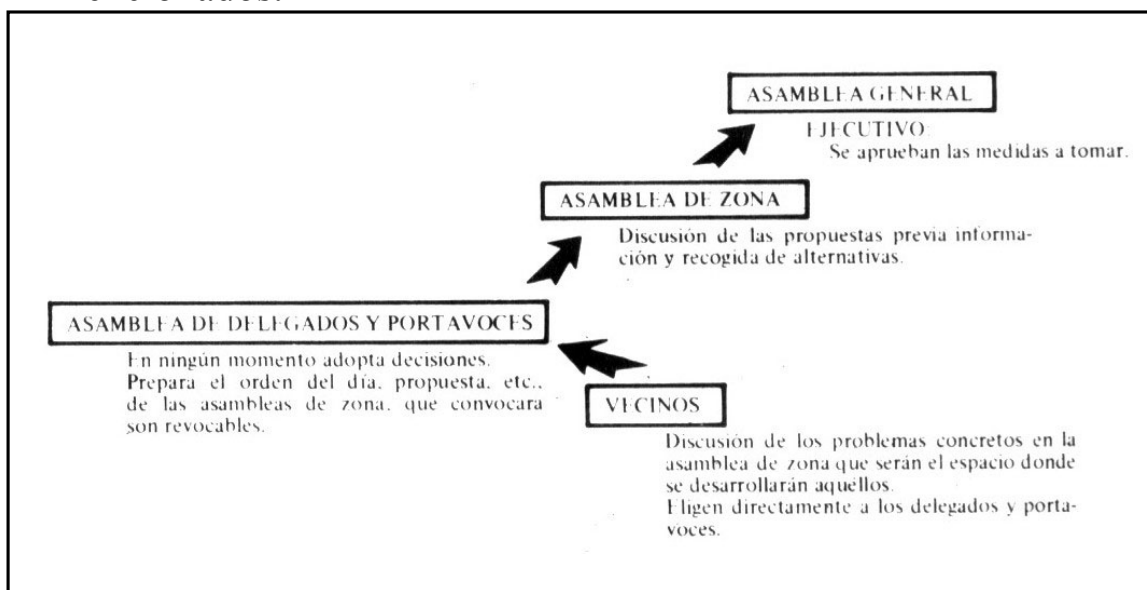 ASAMBLEA GENERAL
EJECUTIVO:
Se aprueban las medidas a tomar.
ASAMBLEA DE ZONA
Discusión de las propuestas previa informa-
ción y recogida de alternativas.
ASAMBLEA DE DELEGADOS Y PORTAVOCES
En ningún momento adopta decisiones.
Prepara el orden del día, propuesta, etc.,
de las asambleas de zona, que convocara
son revocables.
VECINOS
Discusión de los problemas concretos en la
asamblea de zona que serán el espacio donde
se desarrollarán aquéllos.
Eligen directamente a los delegados y porta-
voces.